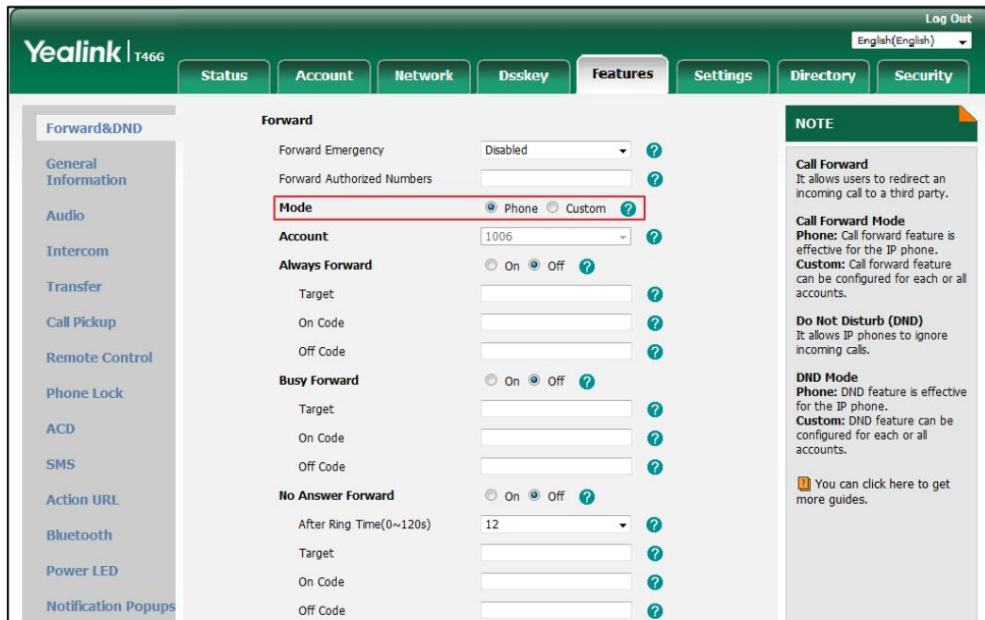 Log Out
Yealink T46G
English(English)
Status Account Network Dsskey Features Settings Directory Security
Forward&DND
General
Information
Audio
Intercom
Transfer
Call Pickup
Remote Control
Phone Lock
ACD
SMS
Action URL
Bluetooth
Power LED
Notification Popups
Forward
Forward Emergency Disabled ?
Forward Authorized Numbers ?
Mode Phone Custom ?
Account 1006 ?
Always Forward On Off ?
Target ?
On Code ?
Off Code ?
Busy Forward On Off ?
Target ?
On Code ?
Off Code ?
No Answer Forward On Off ?
After Ring Time(0~120s) 12 ?
Target ?
On Code ?
Off Code ?
NOTE
Call Forward
It allows users to redirect an
incoming call to a third party.
Call Forward Mode
Phone: Call forward feature is
effective for the IP phone.
Custom: Call forward feature
can be configured for each or all
accounts.
Do Not Disturb (DND)
It allows IP phones to ignore
incoming calls.
DND Mode
Phone: DND feature is effective
for the IP phone.
Custom: DND feature can be
configured for each or all
accounts.
? You can click here to get
more guides.